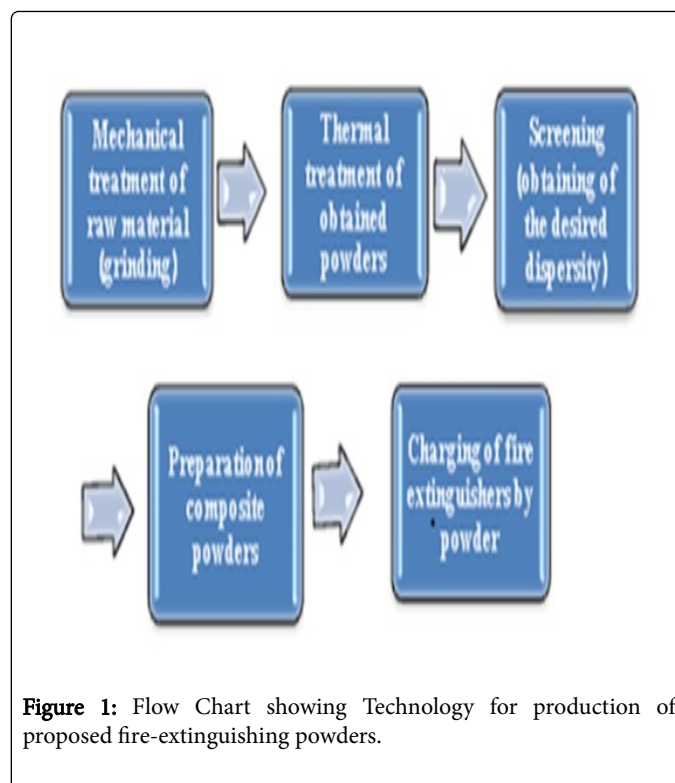 Mechanical
treatment of
raw material
(grinding)
Thermal
treatment of
obtained
powders
Screening
(obtaining of
the desired
dispersity)
Preparation of
composite
powders
Charging of fire
extinguishers by
powder
Figure 1: Flow Chart showing Technology for production of
proposed fire-extinguishing powders.